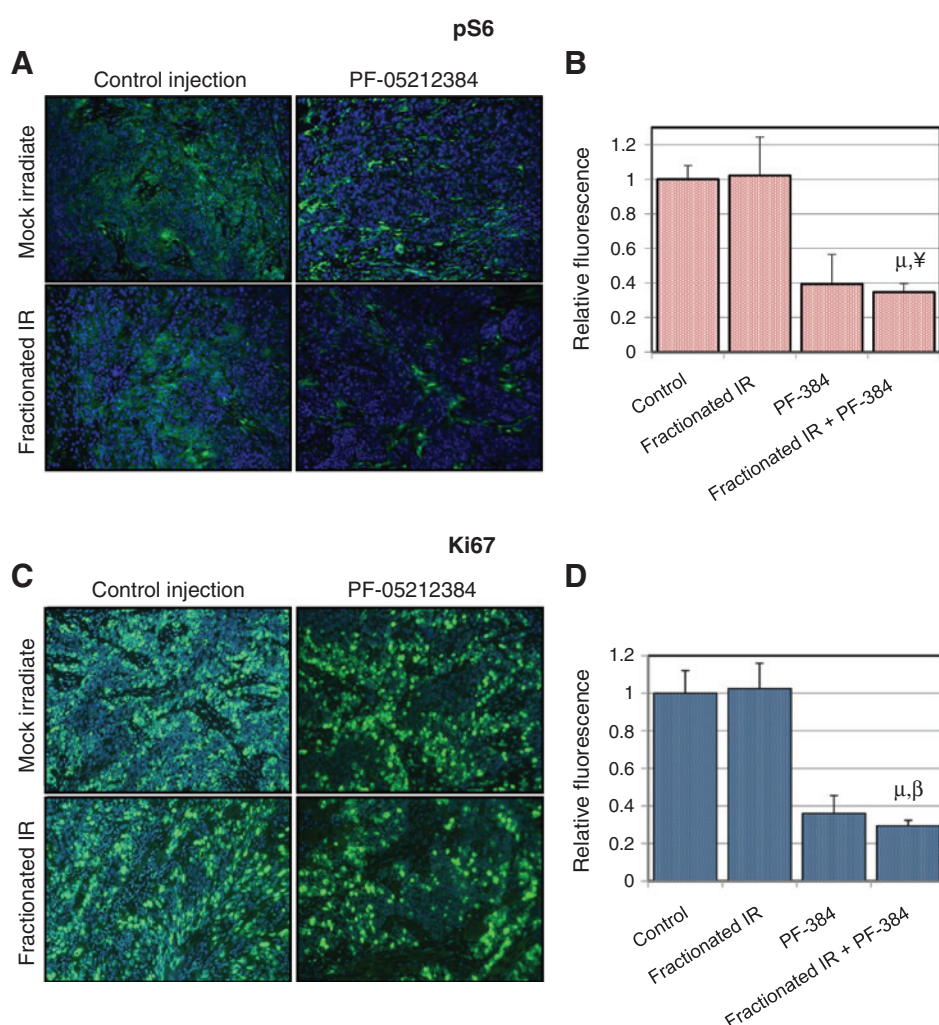 pS6
A
Control injection
PF-05212384
Mock irradiate
Fractionated IR
B
Relative fluorescence
1.2
1
0.8
0.6
0.4
0.2
0
μ,¥
Control
Fractionated IR
PF-384
Fractionated IR + PF-384
Ki67
C
Control injection
PF-05212384
Mock irradiate
Fractionated IR
D
Relative fluorescence
1.2
1
0.8
0.6
0.4
0.2
0
μ,β
Control
Fractionated IR
PF-384
Fractionated IR + PF-384